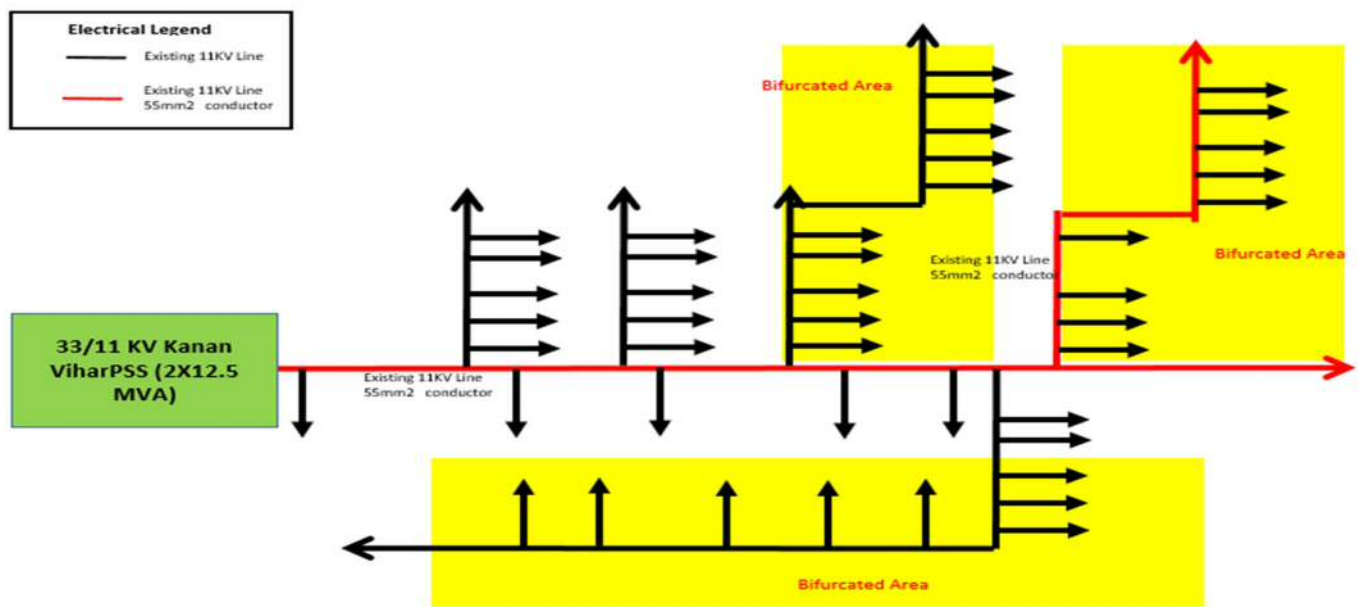 Electrical Legend
Existing 11KV Line
Existing 11KV Line
55mm2 conductor
Bifurcated Area
Existing 11KV Line
55mm2 conductor
Bifurcated Area
33/11 KV Kanan
ViharPSS (2X12.5
MVA)
Existing 11KV Line
55mm2 conductor
Bifurcated Area